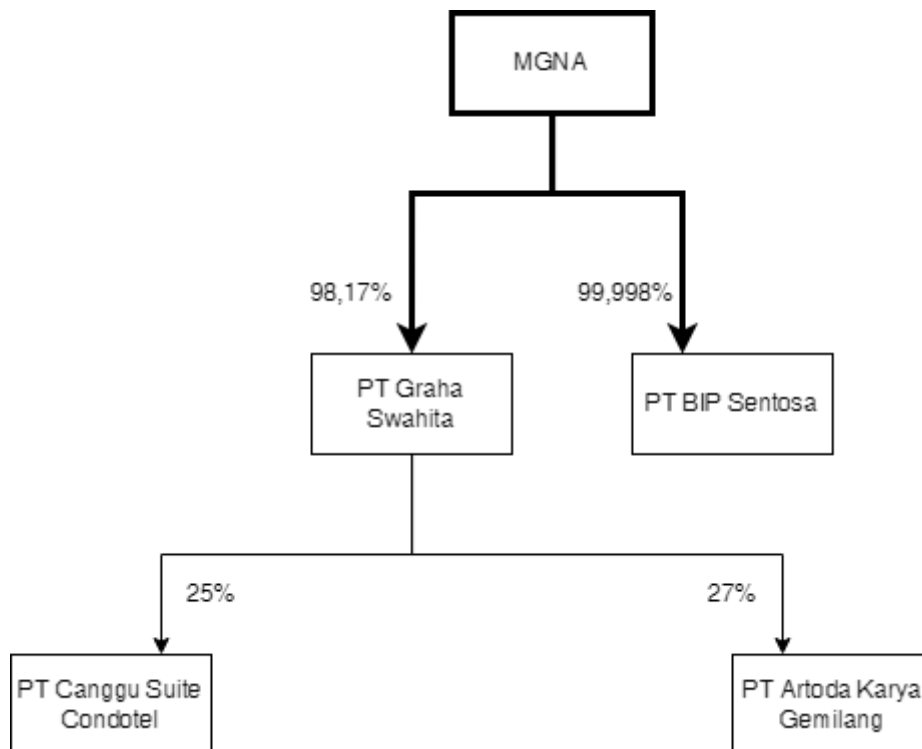 MGNA
98,17%
99,998%
PT Graha
Swahita
PT BIP Sentosa
25%
27%
PT Canggu Suite
Condotel
PT Artoda Karya
Gemilang